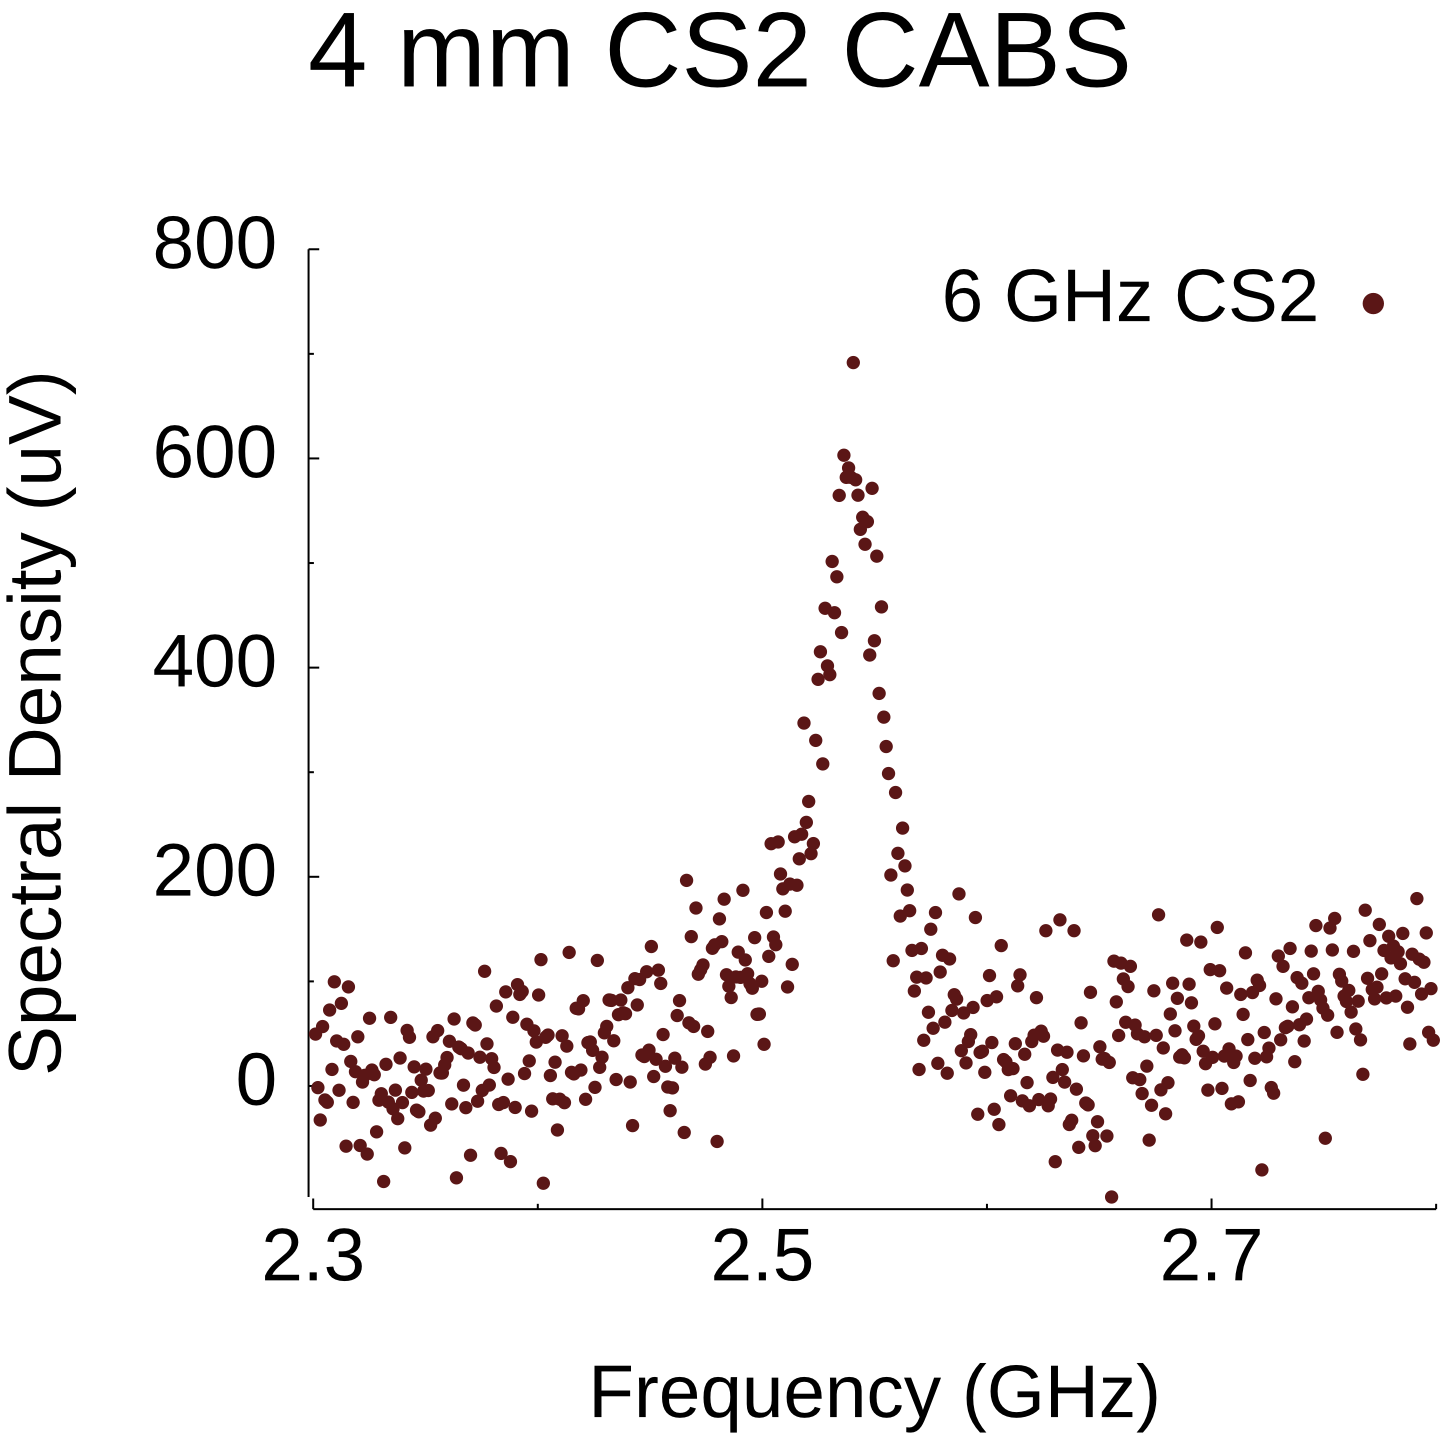 4 mm CS2 CABS
800
6 GHz CS2
600
400
200
0
Spectral Density (uV)
2.3 2.5 2.7
Frequency (GHz)